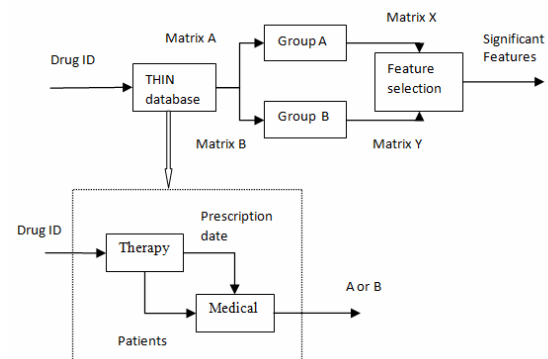 Drug ID
THIN
database
Matrix A
Matrix B
Group A
Group B
Matrix X
Matrix Y
Feature
selection
Significant
Features
Drug ID
Therapy
Prescription
date
Patients
Medical
A or B